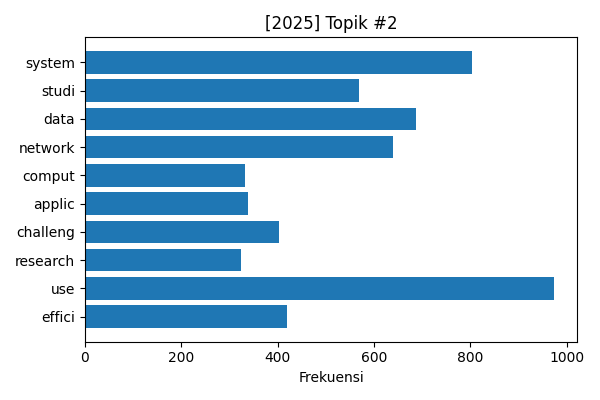 [2025] Topik #2
system
studi
data
network
comput
applic
challeng
research
use
effici
0 200 400 600 800 1000
Frekuensi